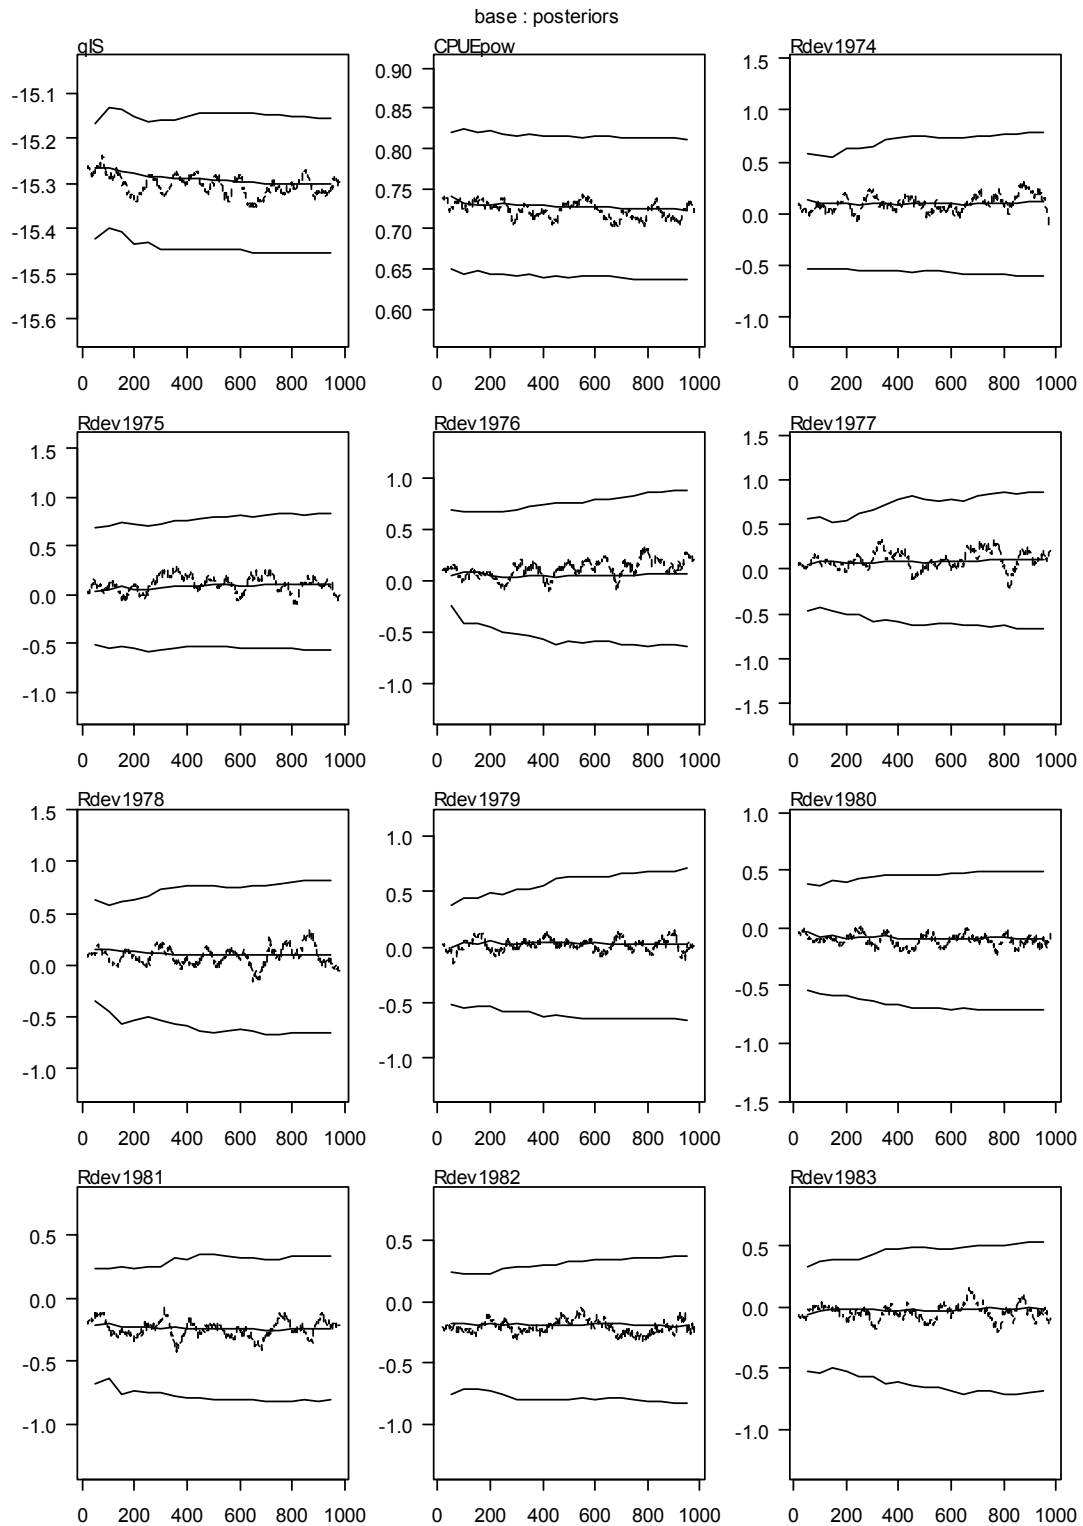 base : posteriors
qIS CPUEpow Rdev1974
-15.1 -15.2 -15.3 -15.4 -15.5 -15.6
0.90 0.85 0.80 0.75 0.70 0.65 0.60
1.5 1.0 0.5 0.0 -0.5 -1.0
0 200 400 600 800 1000 0 200 400 600 800 1000 0 200 400 600 800 1000
Rdev1975 Rdev1976 Rdev1977
1.5 1.0 0.5 0.0 -0.5 -1.0
1.0 0.5 0.0 -0.5 -1.0
1.5 1.0 0.5 0.0 -0.5 -1.0 -1.5
0 200 400 600 800 1000 0 200 400 600 800 1000 0 200 400 600 800 1000
Rdev1978 Rdev1979 Rdev1980
1.5 1.0 0.5 0.0 -0.5 -1.0
1.0 0.5 0.0 -0.5 -1.0
1.0 0.5 0.0 -0.5 -1.0 -1.5
0 200 400 600 800 1000 0 200 400 600 800 1000 0 200 400 600 800 1000
Rdev1981 Rdev1982 Rdev1983
0.5 0.0 -0.5 -1.0
0.5 0.0 -0.5 -1.0
0.5 0.0 -0.5 -1.0
0 200 400 600 800 1000 0 200 400 600 800 1000 0 200 400 600 800 1000